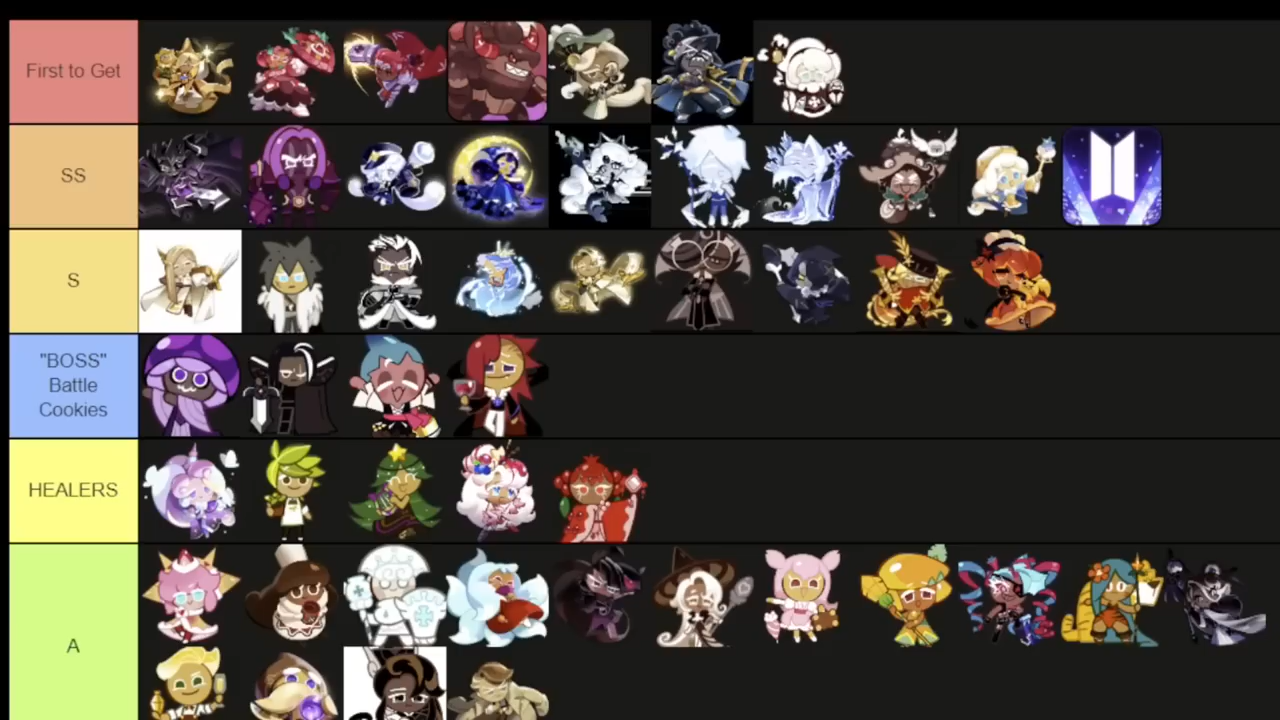 First to Get
SS
S
"BOSS"
Battle
Cookies
HEALERS
A